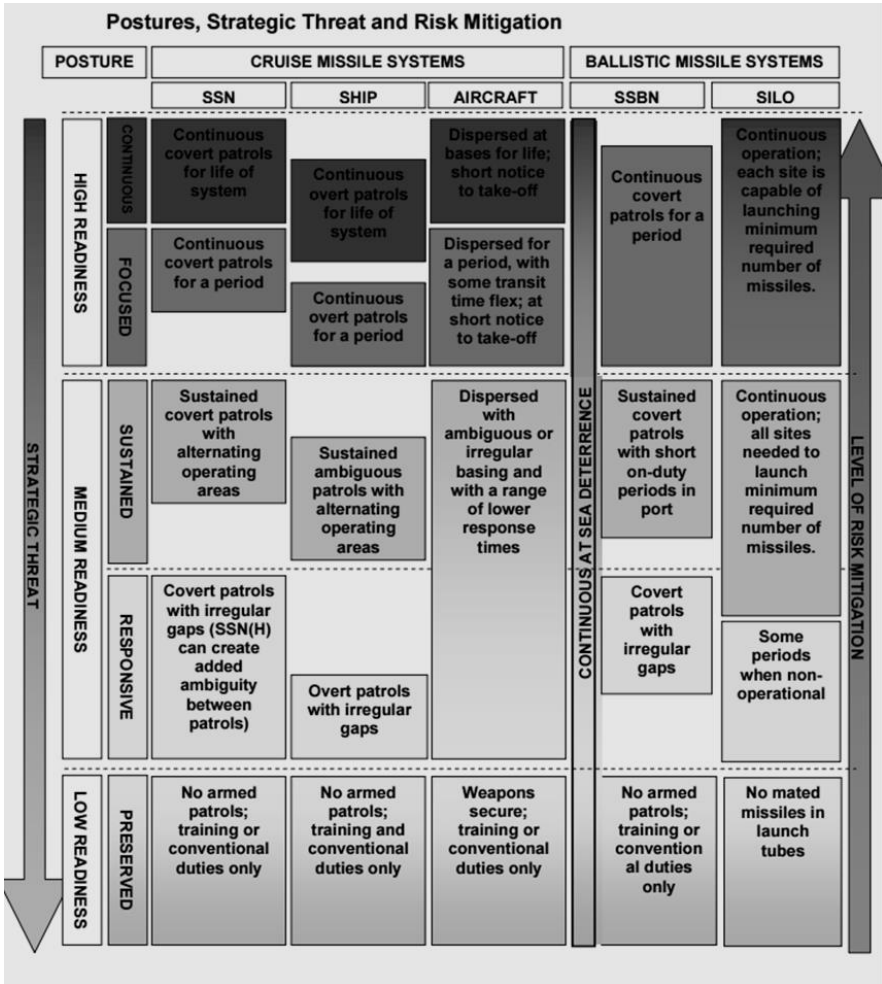 Postures, Strategic Threat and Risk Mitigation
POSTURE
CRUISE MISSILE SYSTEMS
BALLISTIC MISSILE SYSTEMS
SSN
SHIP
AIRCRAFT
SSBN
SILO
STRATEGIC THREAT
HIGH READINESS
CONTINUOUS
Continuous
covert patrols
for life of
system
Continuous
overt patrols
for life of
system
Dispersed at
bases for life;
short notice
to take-off
FOCUSED
Continuous
covert patrols
for a period
Continuous
overt patrols
for a period
Dispersed for
a period, with
some transit
time flex; at
short notice
to take-off
Continuous
covert
patrols for a
period
Continuous
operation;
each site is
capable of
launching
minimum
required
number of
missiles.
CONTINUOUS AT SEA DETERRENCE
LEVEL OF RISK MITIGATION
MEDIUM READINESS
SUSTAINED
Sustained
covert patrols
with
alternating
operating
areas
Sustained
ambiguous
patrols with
alternating
operating
areas
Dispersed
with
ambiguous or
irregular
basing and
with a range
of lower
response
times
Sustained
covert
patrols
with short
on-duty
periods in
port
Continuous
operation;
all sites
needed to
launch
minimum
required
number of
missiles.
RESPONSIVE
Covert patrols
with irregular
gaps (SSN(H)
can create
added
ambiguity
between
patrols)
Overt patrols
with irregular
gaps
Covert
patrols
with
irregular
gaps
Some
periods
when non-
operational
LOW READINESS
PRESERVED
No armed
patrols;
training or
conventional
duties only
No armed
patrols;
training and
conventional
duties only
Weapons
secure;
training or
conventional
duties only
No armed
patrols;
training or
convention
al duties
only
No mated
missiles in
launch
tubes